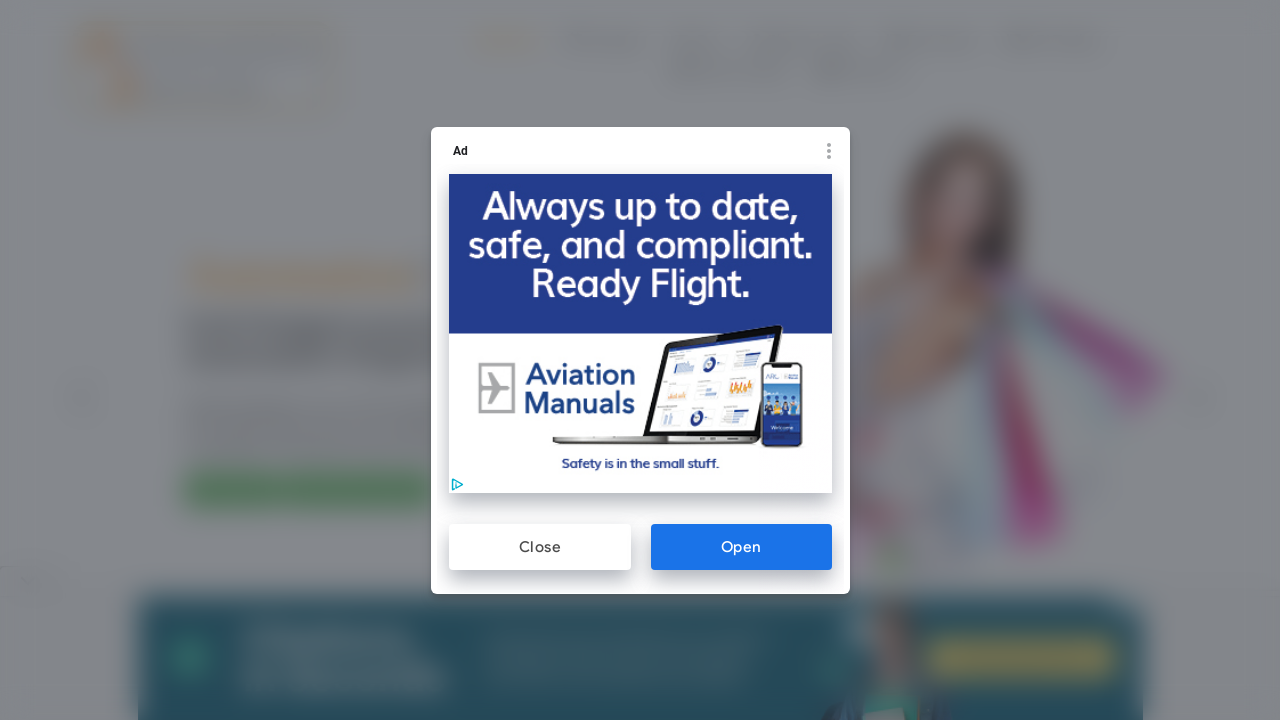 Ad
Always up to date,
safe, and compliant.
Ready Flight.
Aviation
Manuals
Welcome
Safety is in the small stuff.
Close
Open